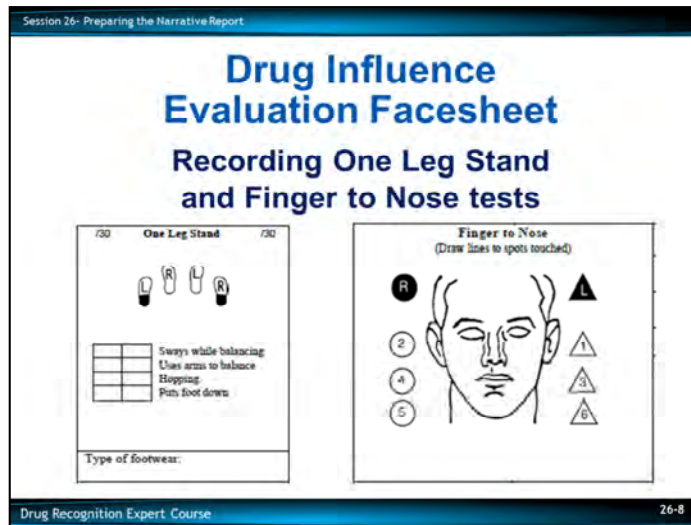 Session 26- Preparing the Narrative Report
Drug Influence
Evaluation Facesheet
Recording One Leg Stand
and Finger to Nose tests
/30 One Leg Stand /30
L R L R
Sways while balancing
Uses arms to balance
Hopping
Puts foot down
Type of footwear:
Finger to Nose
(Draw lines to spots touched)
R L
2 1
4 3
5 6
Drug Recognition Expert Course 26-8